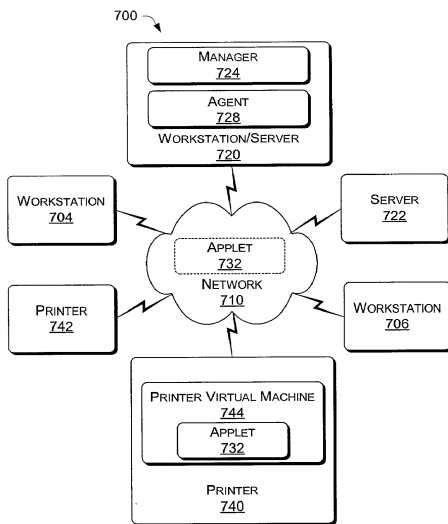 700
MANAGER
724
AGENT
728
WORKSTATION/SERVER
720
WORKSTATION
704
SERVER
722
APPLET
732
NETWORK
710
PRINTER
742
WORKSTATION
706
PRINTER VIRTUAL MACHINE
744
APPLET
732
PRINTER
740